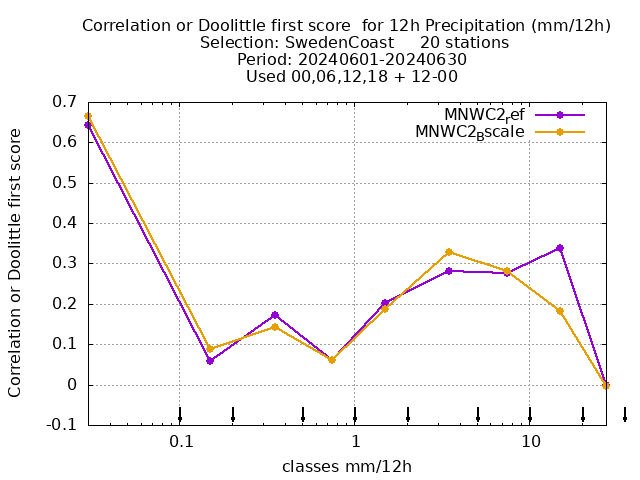 Correlation or Doolittle first score  for 12h Precipitation (mm/12h)
Selection: SwedenCoast     20 stations
Period: 20240601-20240630
Used 00,06,12,18 + 12-00
MNWC2ref
MNWC2Bscale
Correlation or Doolittle first score
0.7
0.6
0.5
0.4
0.3
0.2
0.1
0
-0.1
0.1
1
10
classes mm/12h